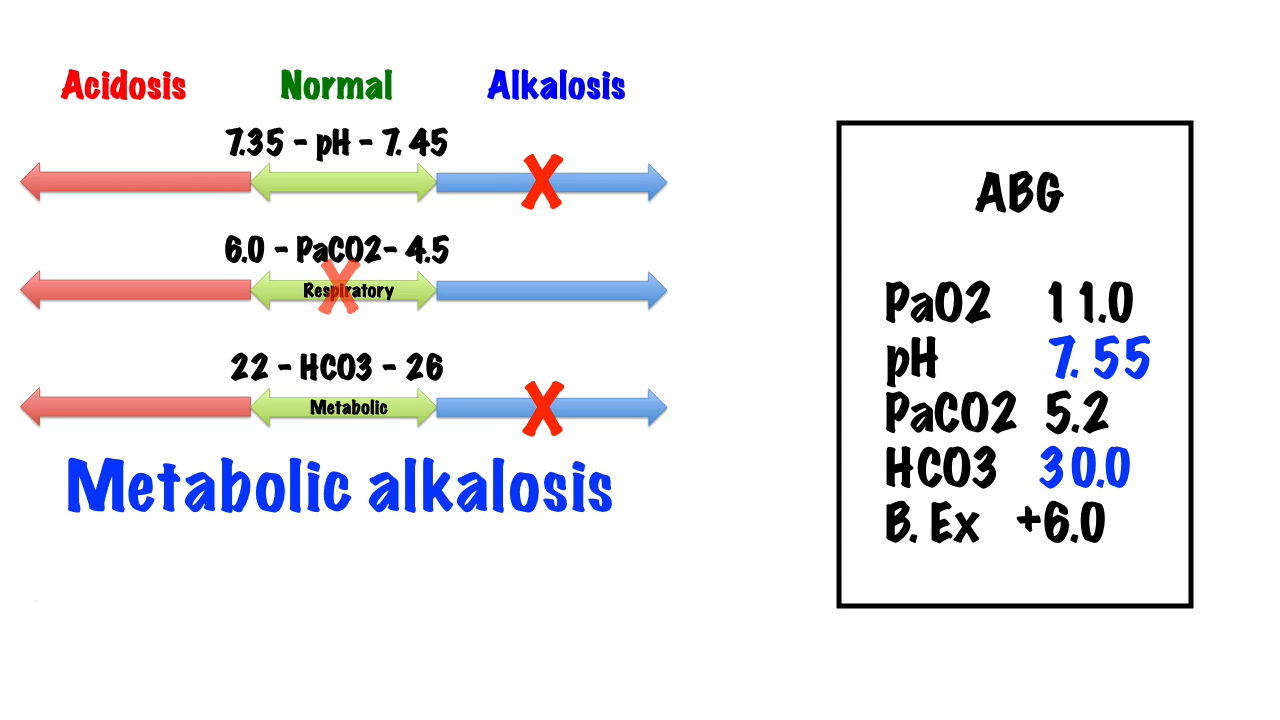 Acidosis Normal Alkalosis
7.35 - pH - 7.45
6.0 - PaCO2- 4.5
Respiratory
22 - HCO3 - 26
Metabolic
Metabolic alkalosis
ABG
PaO2 11.0
pH 7.55
PaCO2 5.2
HCO3 30.0
B. Ex +6.0